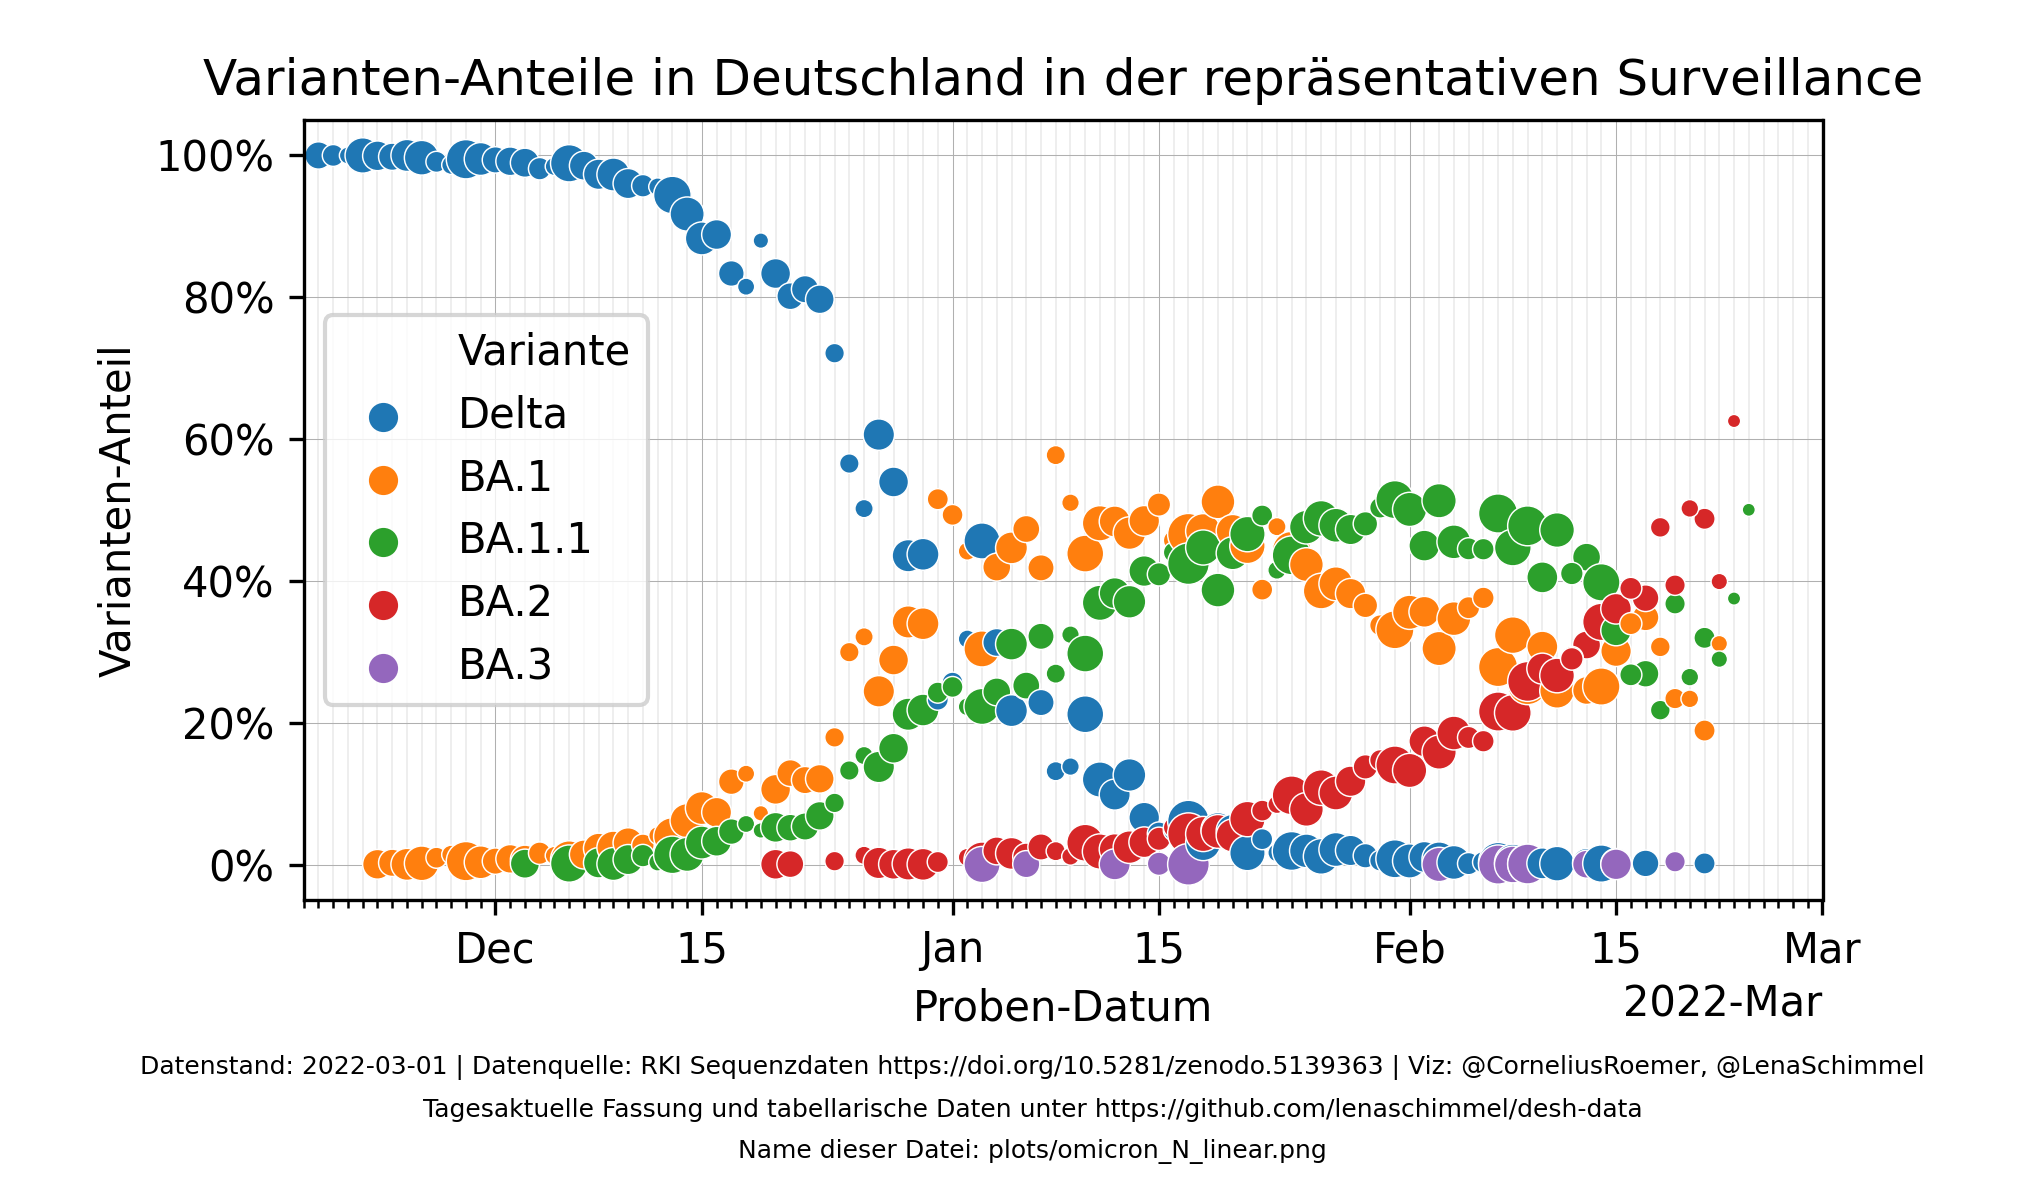 Varianten-Anteile in Deutschland in der repräsentativen Surveillance
Varianten-Anteil
100%
80%
60%
40%
20%
0%
Variante
Delta
BA.1
BA.1.1
BA.2
BA.3
Dec 15 Jan 15 Feb 15 Mar
Proben-Datum
2022-Mar
Datenstand: 2022-03-01 | Datenquelle: RKI Sequenzdaten https://doi.org/10.5281/zenodo.5139363 | Viz: @CorneliusRoemer, @LenaSchimmel
Tagesaktuelle Fassung und tabellarische Daten unter https://github.com/lenaschimmel/desh-data
Name dieser Datei: plots/omicron_N_linear.png